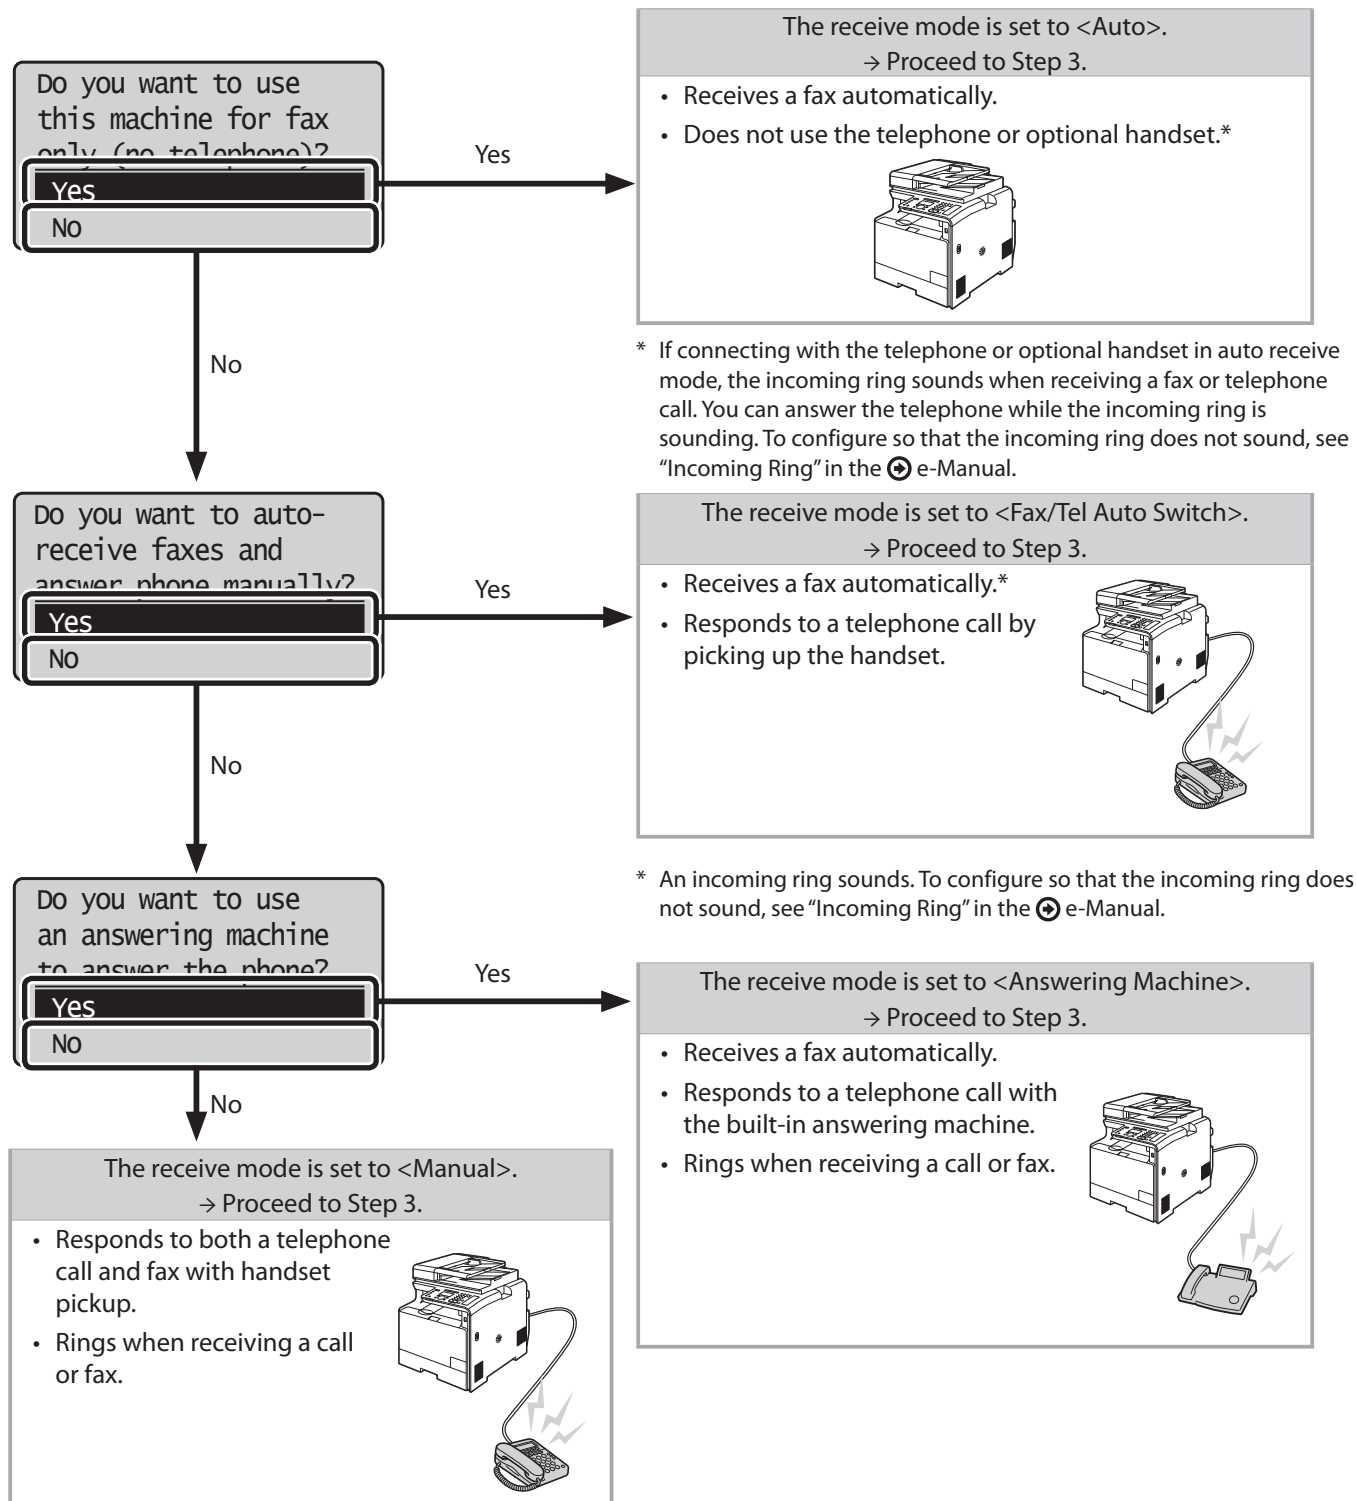 Do you want to use
this machine for fax
only (no telephone)?
Yes
No
Yes
The receive mode is set to <Auto>.
→ Proceed to Step 3.
• Receives a fax automatically.
• Does not use the telephone or optional handset.*
No
* If connecting with the telephone or optional handset in auto receive
mode, the incoming ring sounds when receiving a fax or telephone
call. You can answer the telephone while the incoming ring is
sounding. To configure so that the incoming ring does not sound, see
“Incoming Ring” in the e-Manual.
Do you want to auto-
receive faxes and
answer phone manually?
Yes
No
Yes
The receive mode is set to <Fax/Tel Auto Switch>.
→ Proceed to Step 3.
• Receives a fax automatically.*
• Responds to a telephone call by
picking up the handset.
No
* An incoming ring sounds. To configure so that the incoming ring does
not sound, see “Incoming Ring” in the e-Manual.
Do you want to use
an answering machine
to answer the phone?
Yes
No
Yes
The receive mode is set to <Answering Machine>.
→ Proceed to Step 3.
• Receives a fax automatically.
• Responds to a telephone call with
the built-in answering machine.
• Rings when receiving a call or fax.
No
The receive mode is set to <Manual>.
→ Proceed to Step 3.
• Responds to both a telephone
call and fax with handset
pickup.
• Rings when receiving a call
or fax.